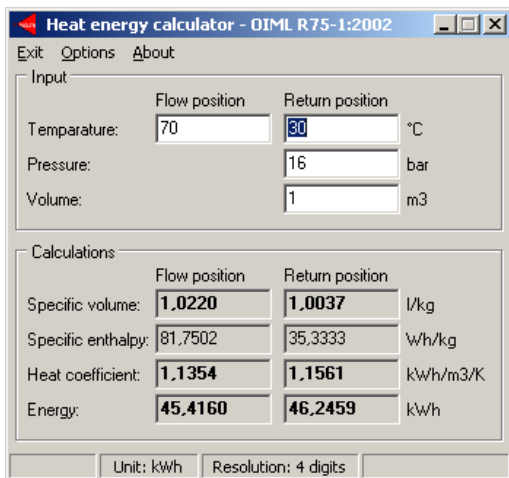 Heat energy calculator - OIML R75-1:2002
Exit Options About
Input
Flow position Return position
Temparature: 70 30 °C
Pressure: 16 bar
Volume: 1 m3
Calculations
Flow position Return position
Specific volume: 1,0220 1,0037 l/kg
Specific enthalpy: 81,7502 35,3333 Wh/kg
Heat coefficient: 1,1354 1,1561 kWh/m3/K
Energy: 45,4160 46,2459 kWh
Unit: kWh Resolution: 4 digits